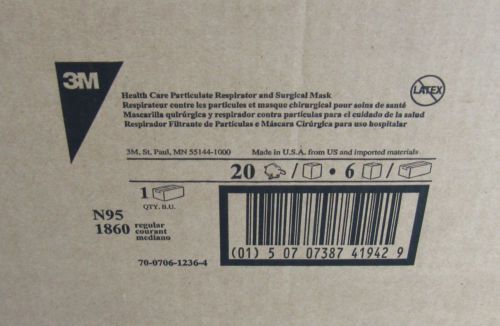 3M
Health Care Particulate Respirator and Surgical Mask
Respirateur contre les particules et masque chirurgical pour soins de santé
Mascarilla quirúrgica y respirador contra partículas para el cuidado de la salud
Respirador Filtrante de Partículas e Máscara Cirúrgica para uso hospitalar
LATEX
3M, St. Paul, MN 55144-1000 Made in U.S.A. from US and imported materials
20 / • 6 /
1
QTY. B.U.
N95
1860
regular
courant
mediano
(01) 5 07 07387 41942 9
70-0706-1236-4